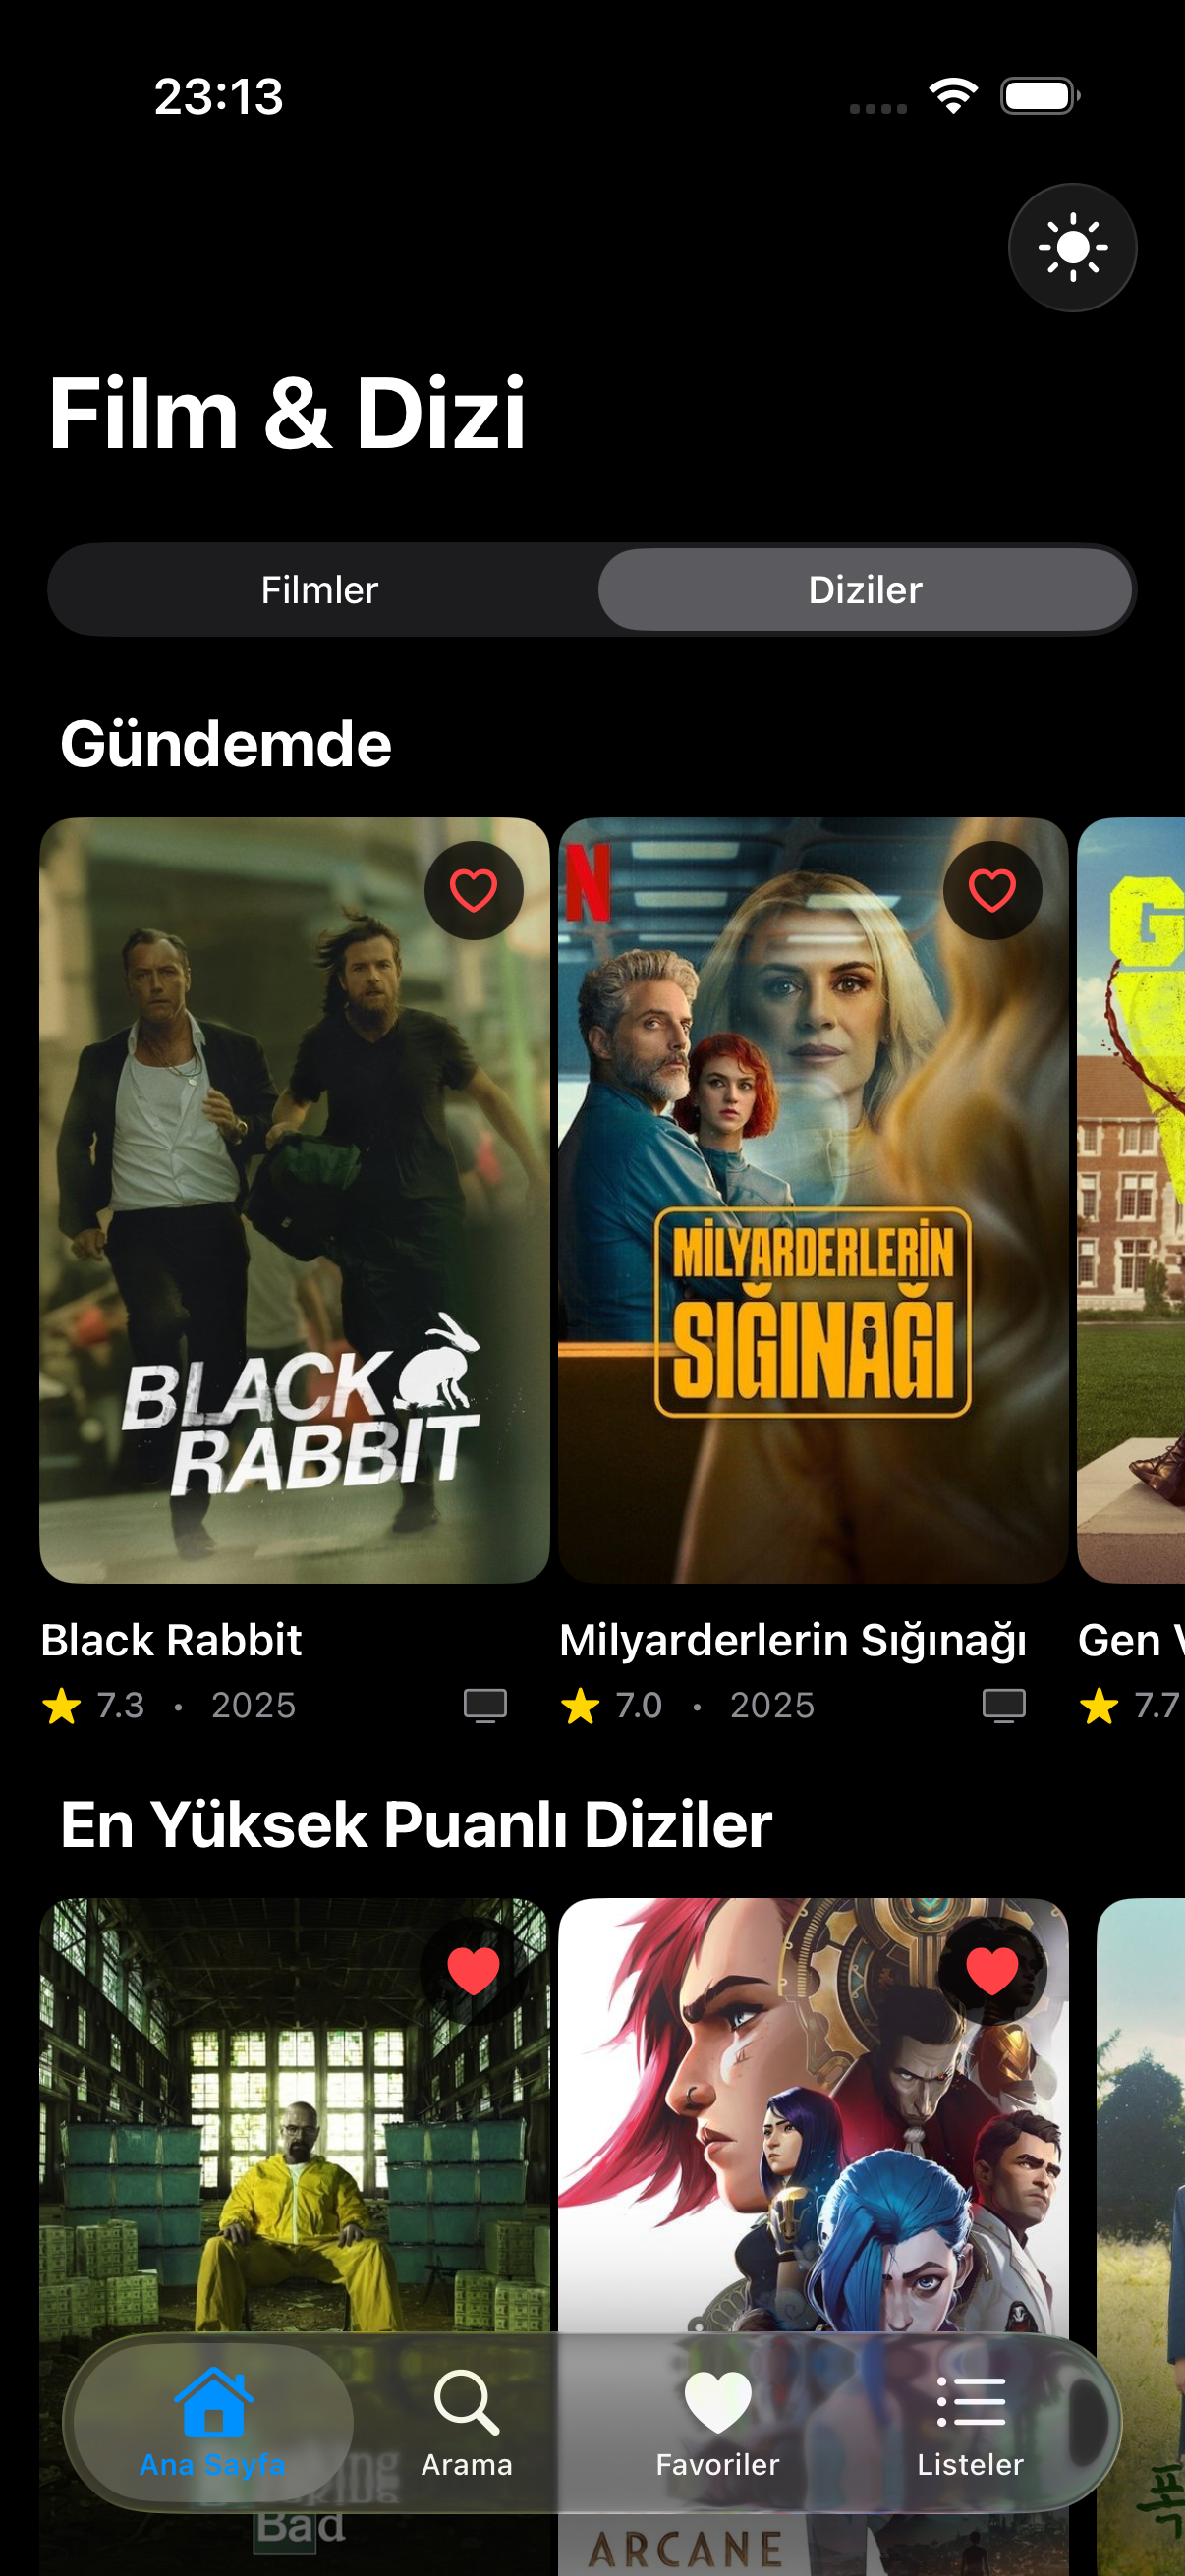 23:13
Film & Dizi
Filmler
Diziler
Gündemde
N
G
BLACK
RABBIT
MİLYARDERLERİN
SIĞINAĞI
Black Rabbit
Milyarderlerin Sığınağı
Gen V
7.3 • 2025
7.0 • 2025
7.7
En Yüksek Puanlı Diziler
Ana Sayfa
Arama
Favoriler
Listeler
Bad
ARCANE